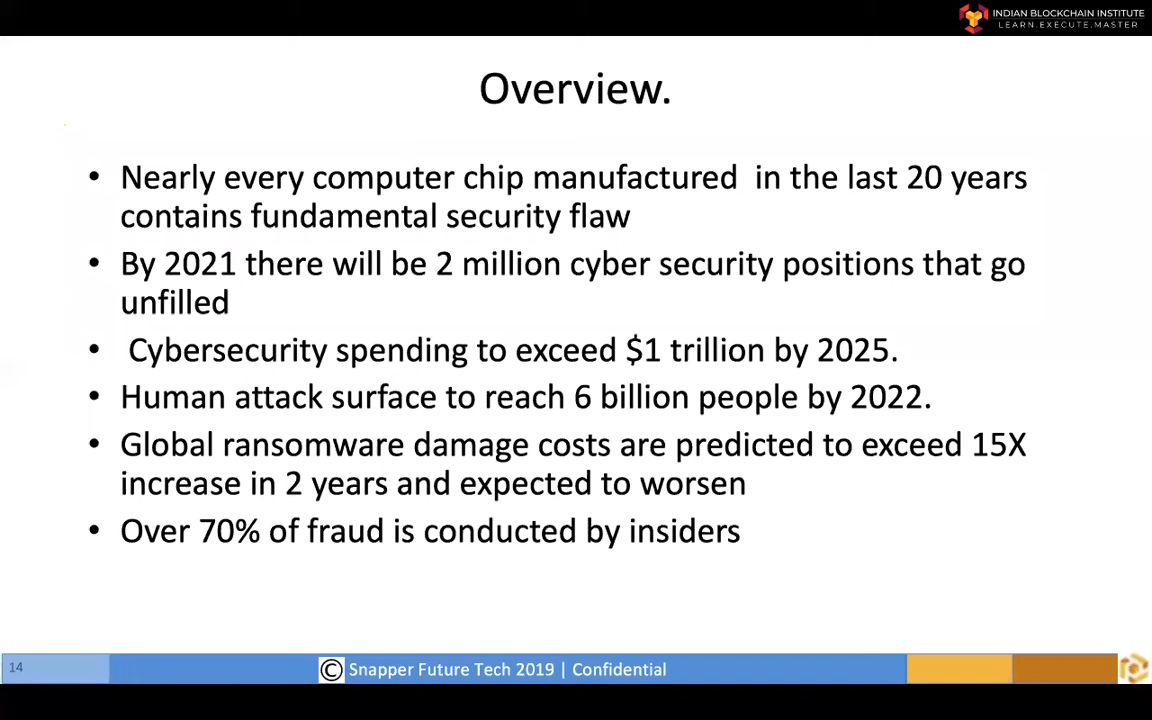 INDIAN BLOCKCHAIN INSTITUTE
LEARN.EXECUTE.MASTER
Overview.
• Nearly every computer chip manufactured  in the last 20 years
contains fundamental security flaw
• By 2021 there will be 2 million cyber security positions that go
unfilled
• Cybersecurity spending to exceed $1 trillion by 2025.
• Human attack surface to reach 6 billion people by 2022.
• Global ransomware damage costs are predicted to exceed 15X
increase in 2 years and expected to worsen
• Over 70% of fraud is conducted by insiders
14
© Snapper Future Tech 2019 | Confidential